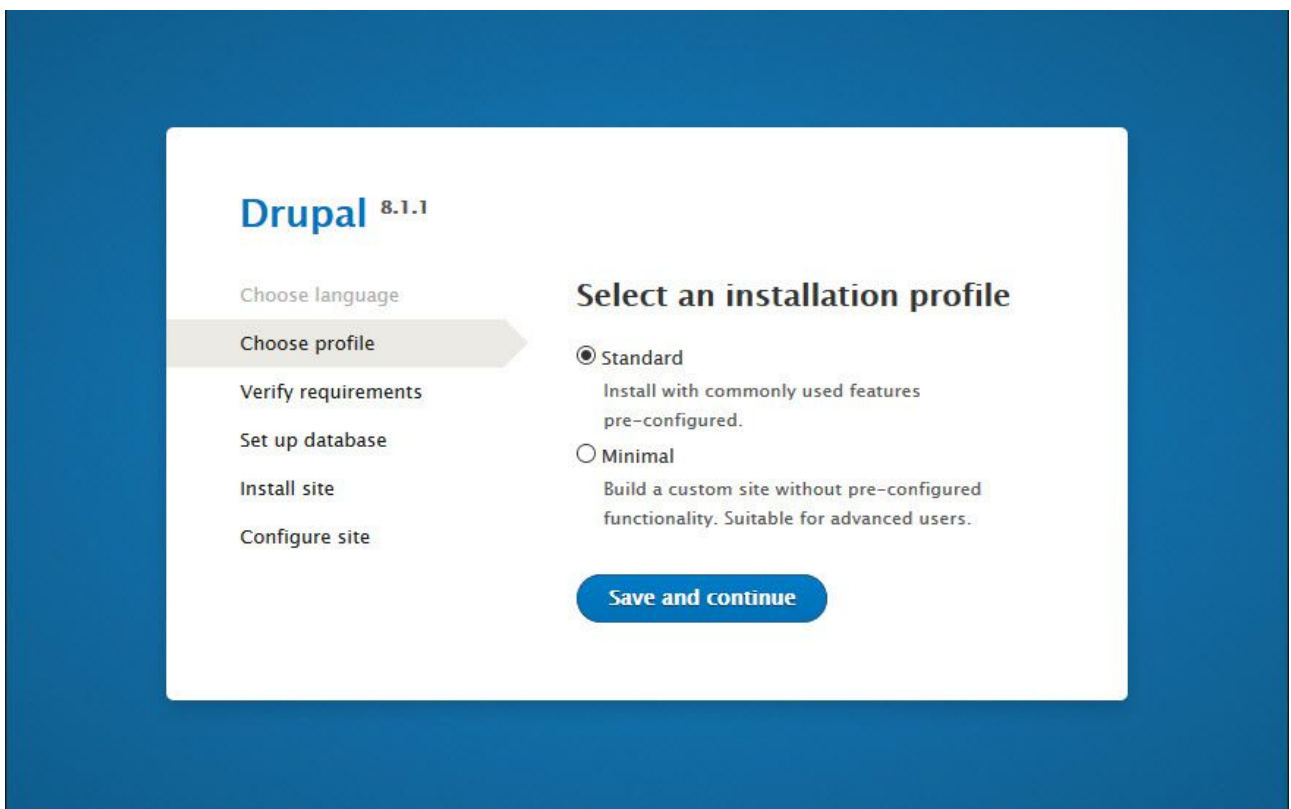 Drupal 8.1.1
Choose language
Choose profile
Verify requirements
Set up database
Install site
Configure site
Select an installation profile
Standard
Install with commonly used features
pre-configured.
Minimal
Build a custom site without pre-configured
functionality. Suitable for advanced users.
Save and continue